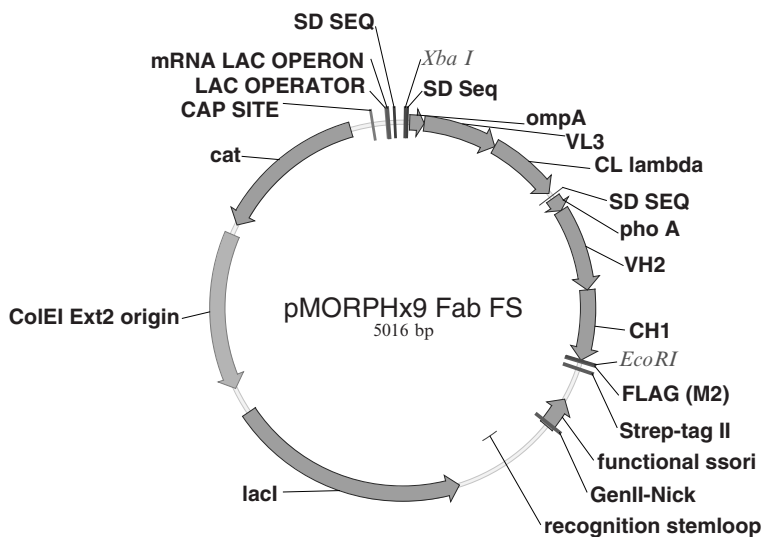 SD SEQ
mRNA LAC OPERON
Xba I
LAC OPERATOR
SD Seq
CAP SITE
ompA
VL3
cat
CL lambda
SD SEQ
pho A
VH2
ColEI Ext2 origin
pMORPHx9 Fab FS
5016 bp
CH1
EcoRI
FLAG (M2)
Strep-tag II
functional ssori
lacI
GenII-Nick
recognition stemloop